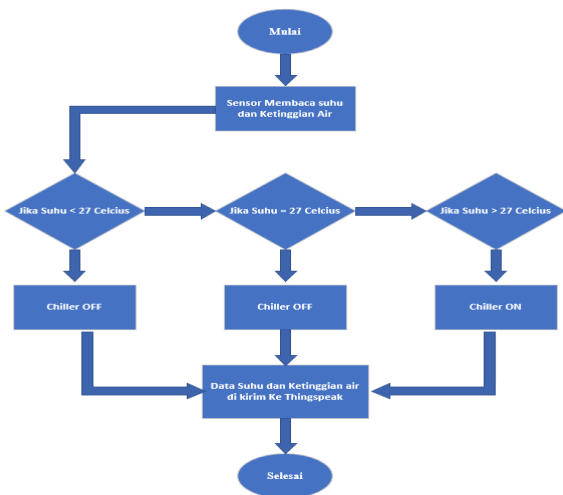 Mulai
Sensor Membaca suhu
dan Ketinggian Air
Jika Suhu < 27 Celcius
Jika Suhu = 27 Celcius
Jika Suhu > 27 Celcius
Chiller OFF
Chiller OFF
Chiller ON
Data Suhu dan Ketinggian air
di kirim Ke Thingspeak
Selesai